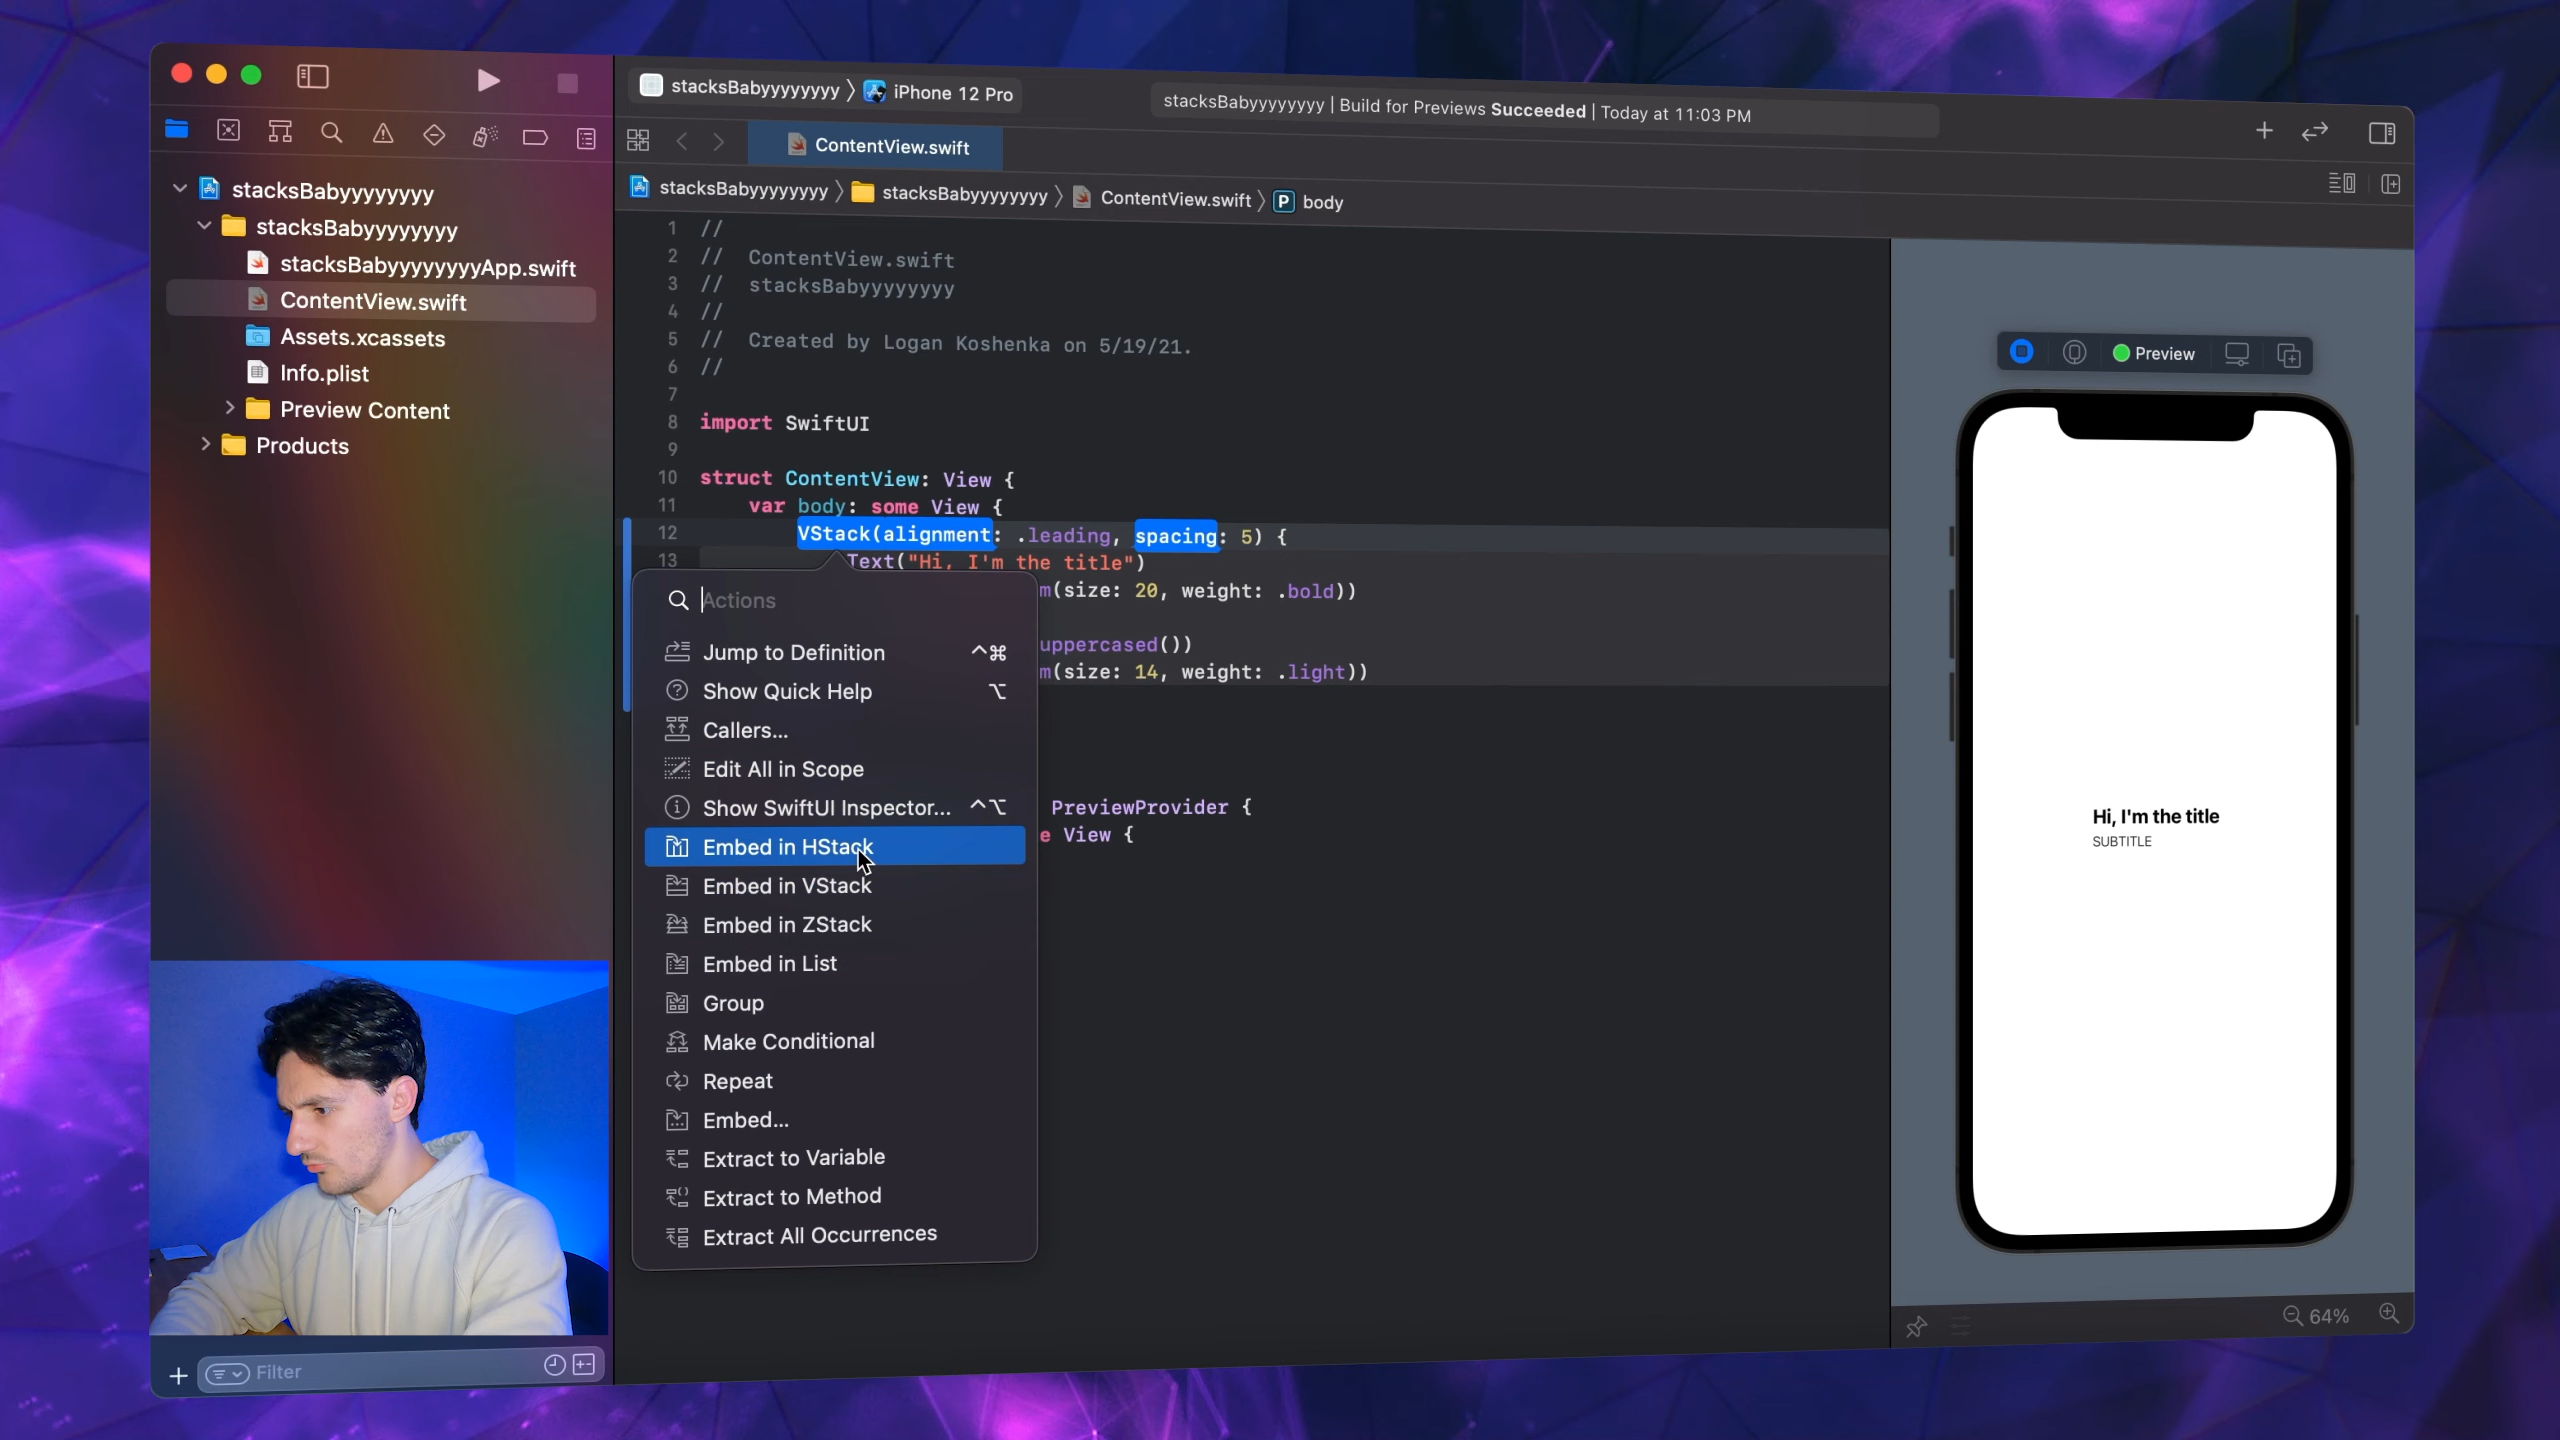 stacksBabyyyyyyyy
iPhone 12 Pro
stacksBabyyyyyyyy | Build for Previews Succeeded | Today at 11:03 PM
ContentView.swift
stacksBabyyyyyyyy
stacksBabyyyyyyyy
ContentView.swift
P body
stacksBabyyyyyyyy
stacksBabyyyyyyyy
stacksBabyyyyyyyyApp.swift
ContentView.swift
Assets.xcassets
Info.plist
Preview Content
Products
Filter
1 //
2 // ContentView.swift
3 // stacksBabyyyyyyyy
4 //
5 // Created by Logan Koshenka on 5/19/21.
6 //
7
8 import SwiftUI
9
10 struct ContentView: View {
11 var body: some View {
12 VStack(alignment: .leading, spacing: 5) {
13 Text("Hi, I'm the title")
m(size: 20, weight: .bold))
uppercased())
m(size: 14, weight: .light))
PreviewProvider {
e View {
Actions
Jump to Definition ^⌘
Show Quick Help ⌥
Callers...
Edit All in Scope
Show SwiftUI Inspector... ^⌥
Embed in HStack
Embed in VStack
Embed in ZStack
Embed in List
Group
Make Conditional
Repeat
Embed...
Extract to Variable
Extract to Method
Extract All Occurrences
Preview
Hi, I'm the title
SUBTITLE
64%